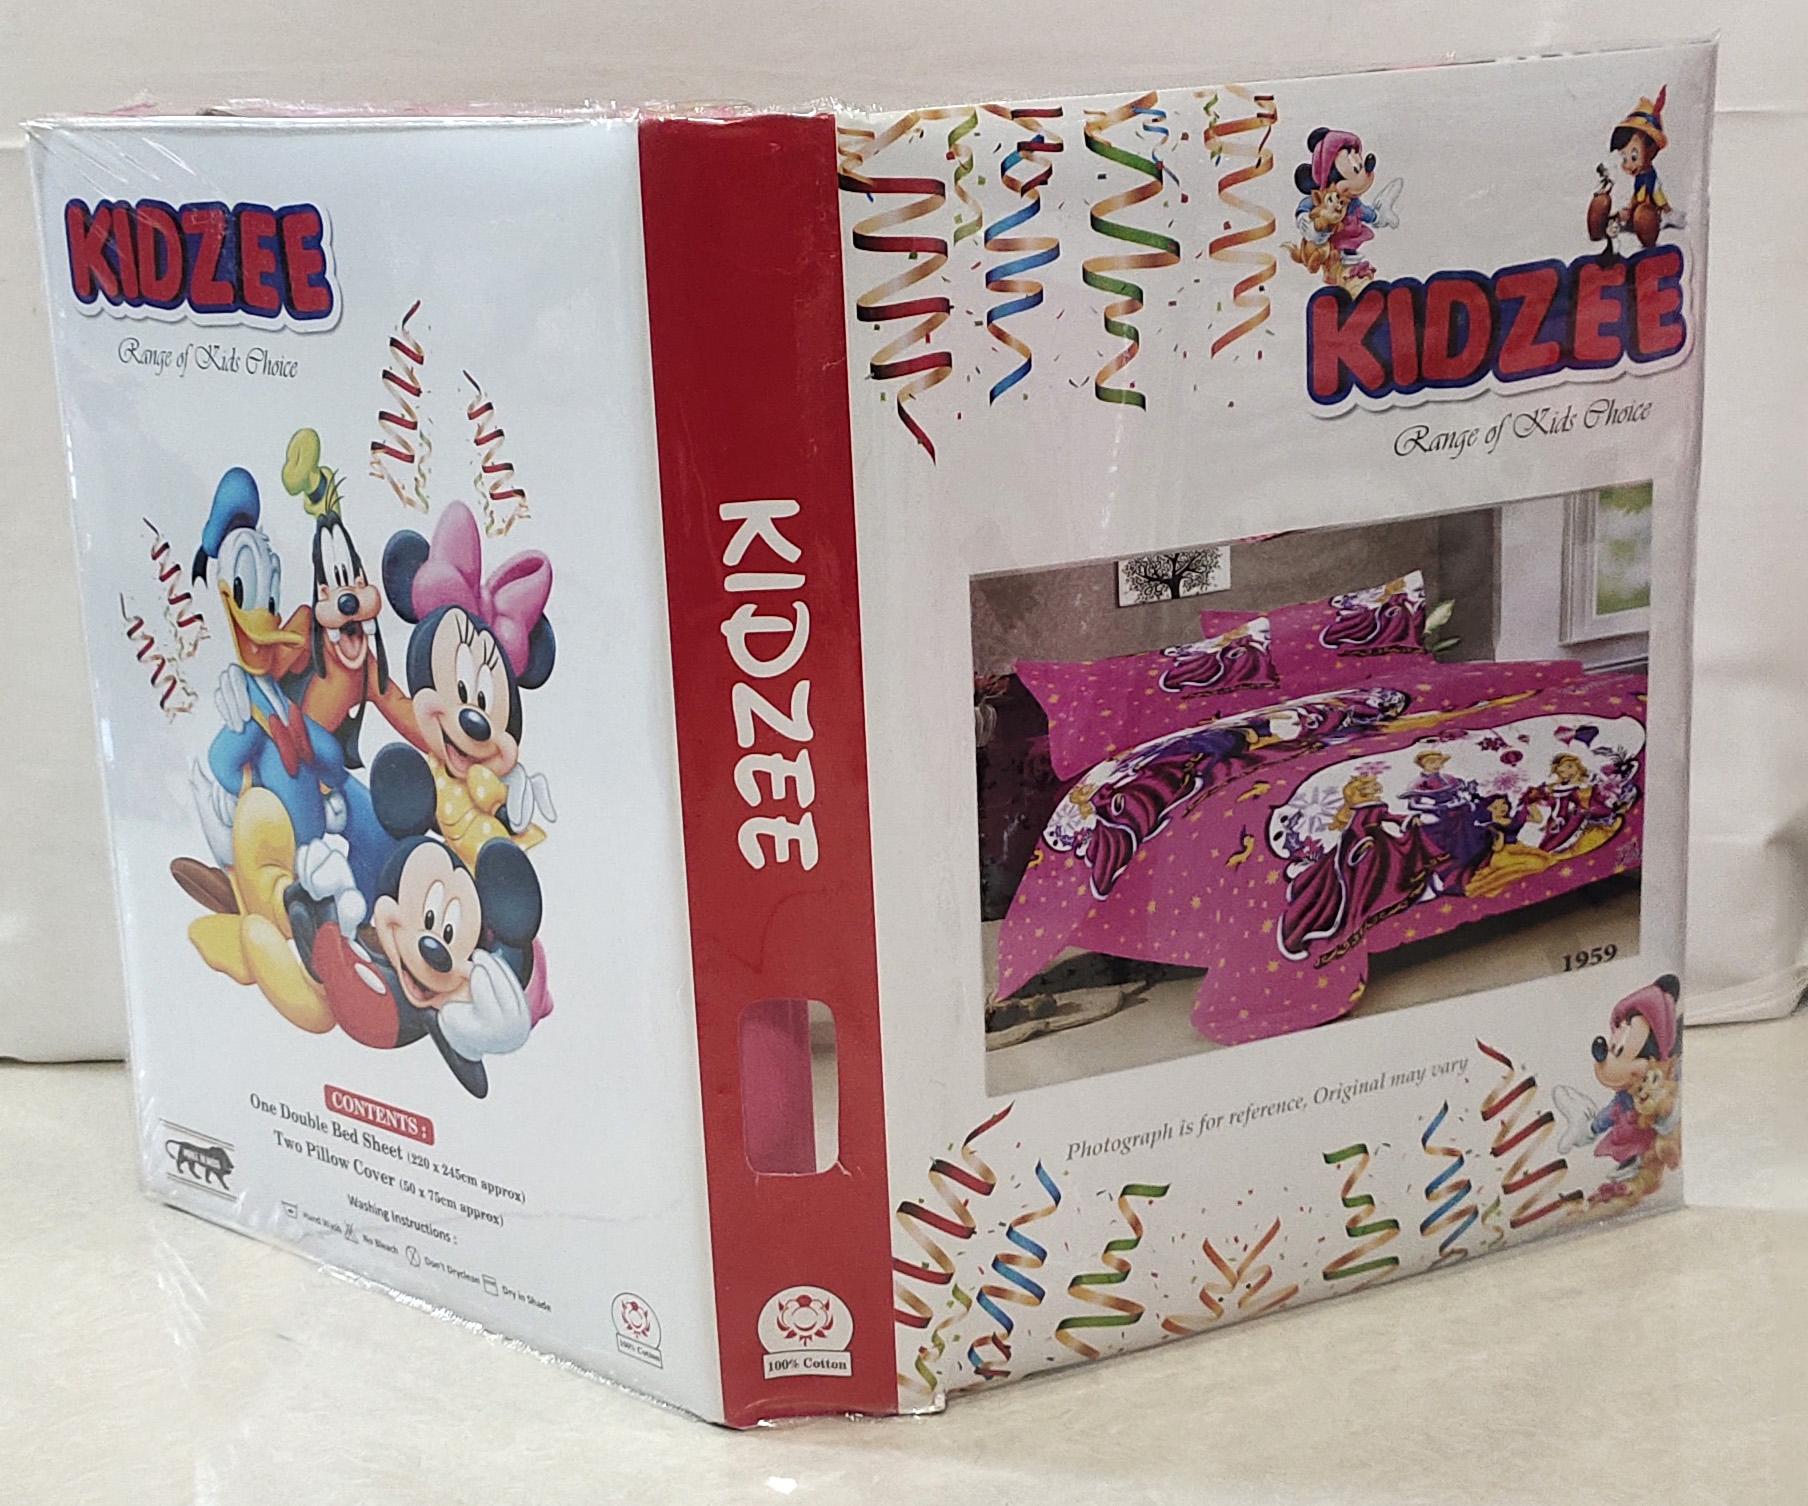 KIDZEE
Range of Kids Choice
CONTENTS :
One Double Bed Sheet (220 x 245cm approx)
Two Pillow Cover (50 x 75cm approx)
Washing Instructions :
Hand Wash No Bleach Don't Dryclean Dry in Shade
100% Cotton
KIDZEE
100% Cotton
KIDZEE
Range of Kids Choice
1959
Photograph is for reference, Original may vary